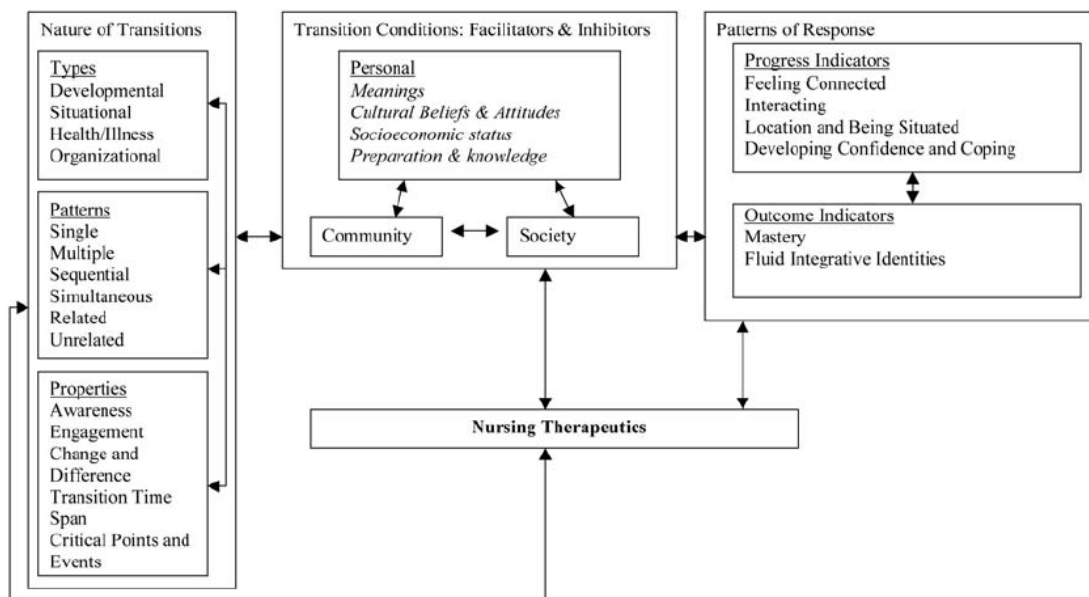 Nature of Transitions
Types
Developmental
Situational
Health/Illness
Organizational
Patterns
Single
Multiple
Sequential
Simultaneous
Related
Unrelated
Properties
Awareness
Engagement
Change and
Difference
Transition Time
Span
Critical Points and
Events
Transition Conditions: Facilitators & Inhibitors
Personal
Meanings
Cultural Beliefs & Attitudes
Socioeconomic status
Preparation & knowledge
Community
Society
Patterns of Response
Progress Indicators
Feeling Connected
Interacting
Location and Being Situated
Developing Confidence and Coping
Outcome Indicators
Mastery
Fluid Integrative Identities
Nursing Therapeutics